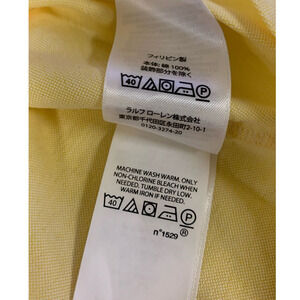 フィリピン製
本体: 綿 100%
装飾部分を除く
40 P
ラルフ ローレン株式会社
東京都千代田区永田町2-10-1
0120-3274-20
MACHINE WASH WARM. ONLY
NON-CHLORINE BLEACH WHEN
NEEDED. TUMBLE DRY LOW.
WARM IRON IF NEEDED.
40 P
n°1529 ®